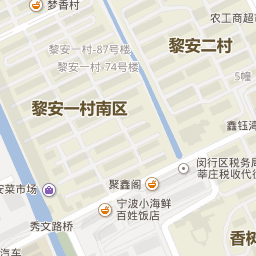 梦香村
农工商超市
黎安一村-87号楼
黎安二村
黎安一村-74号楼
5幢
黎安一村南区
鑫钰湾
闵行区税务局
莘庄税收代征
聚鑫阁
安菜市场
宁波小海鲜
百姓饭店
秀文路桥
香树
汽车